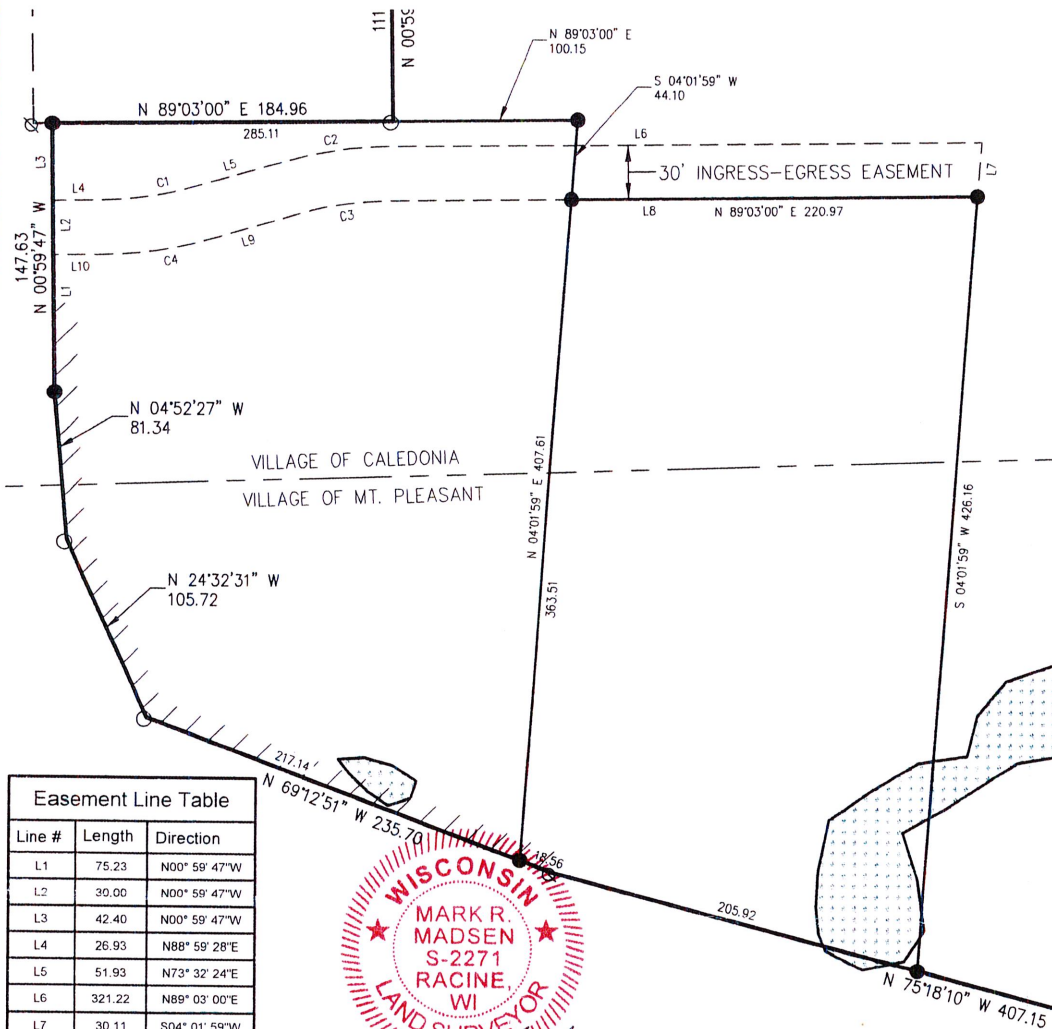 111
N 00°59
N 89°03'00" E
100.15
S 04°01'59" W
44.10
N 89°03'00" E 184.96
285.11
L3
L4
C1
L5
C2
L6
L7
30' INGRESS-EGRESS EASEMENT
L2
L10
C4
L9
C3
L8
N 89°03'00" E 220.97
147.63
N 00°59'47" W
L1
N 04°52'27" W
81.34
VILLAGE OF CALEDONIA
VILLAGE OF MT. PLEASANT
N 04°01'59" E 407.61
363.51
S 04°01'59" W 426.16
N 24°32'31" W
105.72
217.14'
N 69°12'51" W 235.70
18.56
205.92
N 75°18'10" W 407.15
Easement Line Table
Line # Length Direction
L1 75.23 N00° 59' 47"W
L2 30.00 N00° 59' 47"W
L3 42.40 N00° 59' 47"W
L4 26.93 N88° 59' 28"E
L5 51.93 N73° 32' 24"E
L6 321.22 N89° 03' 00"E
L7 30.11 S04° 01' 59"W
WISCONSIN
MARK R.
MADSEN
S-2271
RACINE,
WI
LAND SURVEYOR